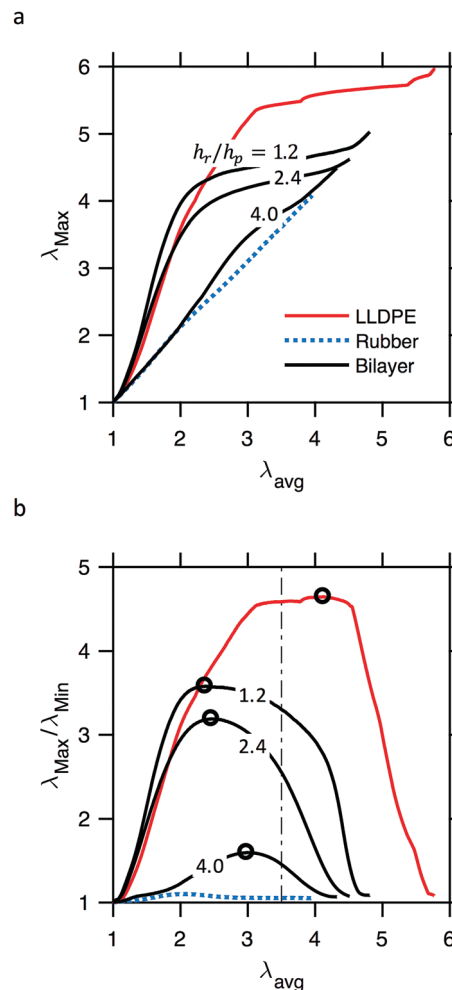 a
6
5
4
3
2
1
λMax
hr/hp = 1.2
2.4
4.0
LLDPE
Rubber
Bilayer
1 2 3 4 5 6
λavg
b
5
4
3
2
1
λMax/λMin
1.2
2.4
4.0
1 2 3 4 5 6
λavg